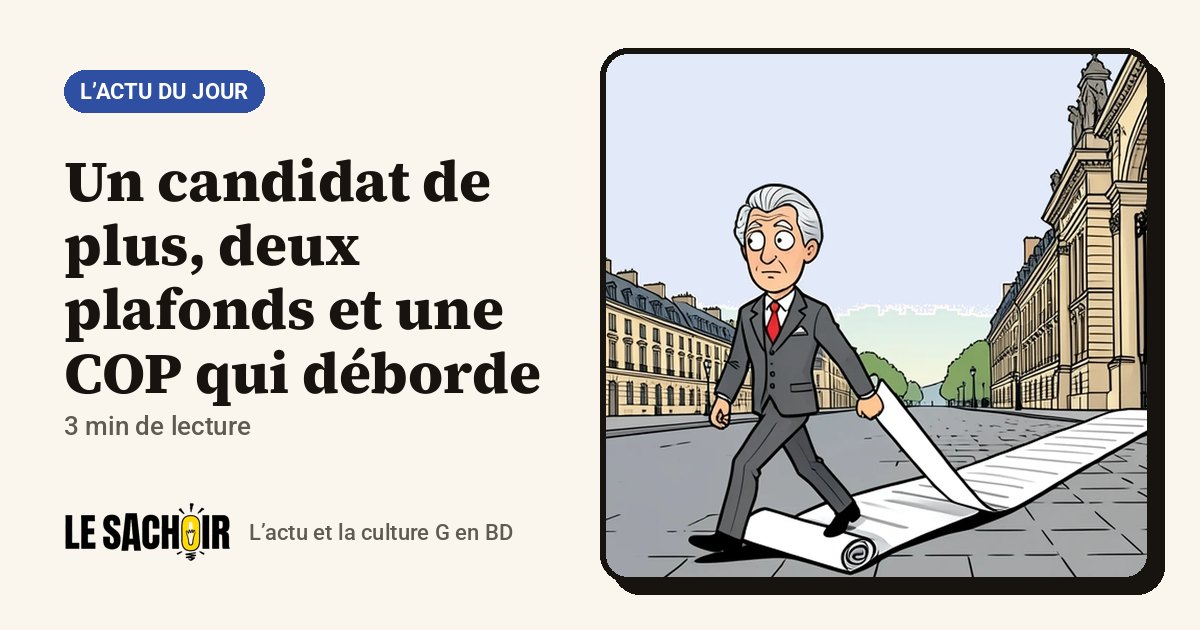 L’ACTU DU JOUR
Un candidat de
plus, deux
plafonds et une
COP qui déborde
3 min de lecture
LE SACHOIR
L’actu et la culture G en BD